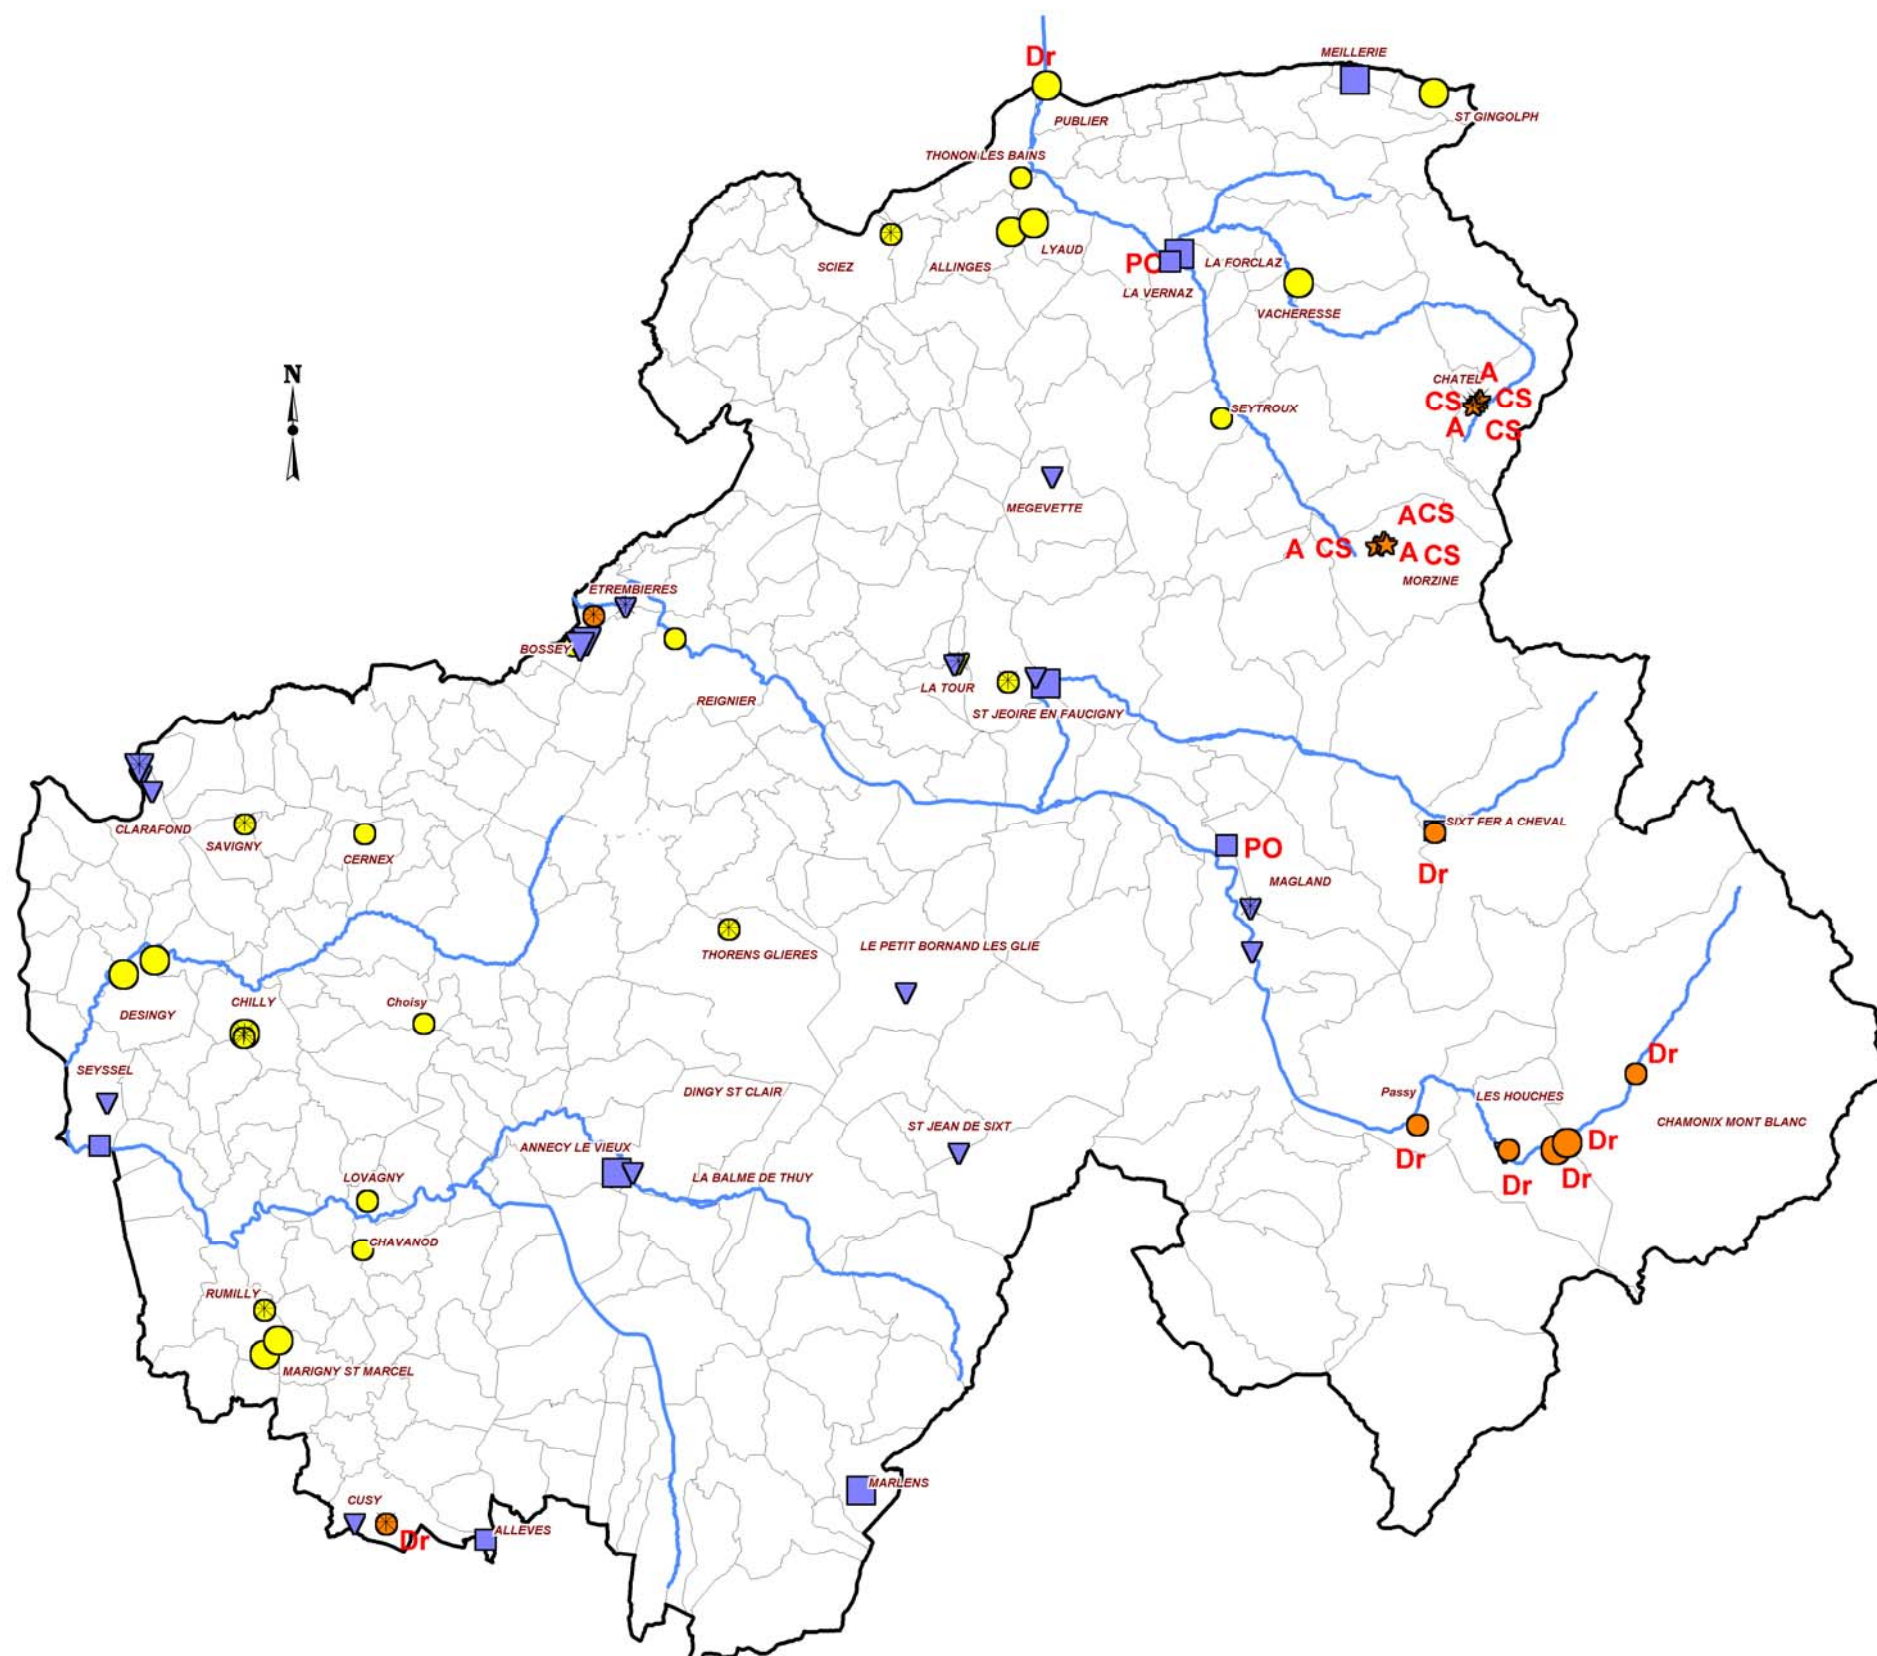 MEILLERIE
Dr
ST GINGOLPH
PUBLIER
THONON LES BAINS
LYAUD
SCIEZ
ALLINGES
PO
LA FORCLAZ
LA VERNAZ
VACHERESSE
N
A
CHATEL
CS
CS
SEYTROUX
A
CS
MEGEVETTE
A CS
A CS
A CS
MORZINE
ETREMBIERES
BOSSEY
LA TOUR
REIGNIER
ST JEOIRE EN FAUCIGNY
CLARAFOND
SAVIGNY
CERNEX
SIXT FER A CHEVAL
PO
Dr
MAGLAND
THORENS GLIERES
LE PETIT BORNAND LES GLIE
CHILLY
Choisy
DESINGY
Dr
SEYSSEL
DINGY ST CLAIR
Passy
LES HOUCHES
CHAMONIX MONT BLANC
ST JEAN DE SIXT
Dr
ANNECY LE VIEUX
Dr
LOVAGNY
LA BALME DE THUY
Dr
Dr
CHAVANOD
RUMILLY
MARIGNY ST MARCEL
MARLENS
CUSY
Dr
ALLEVES